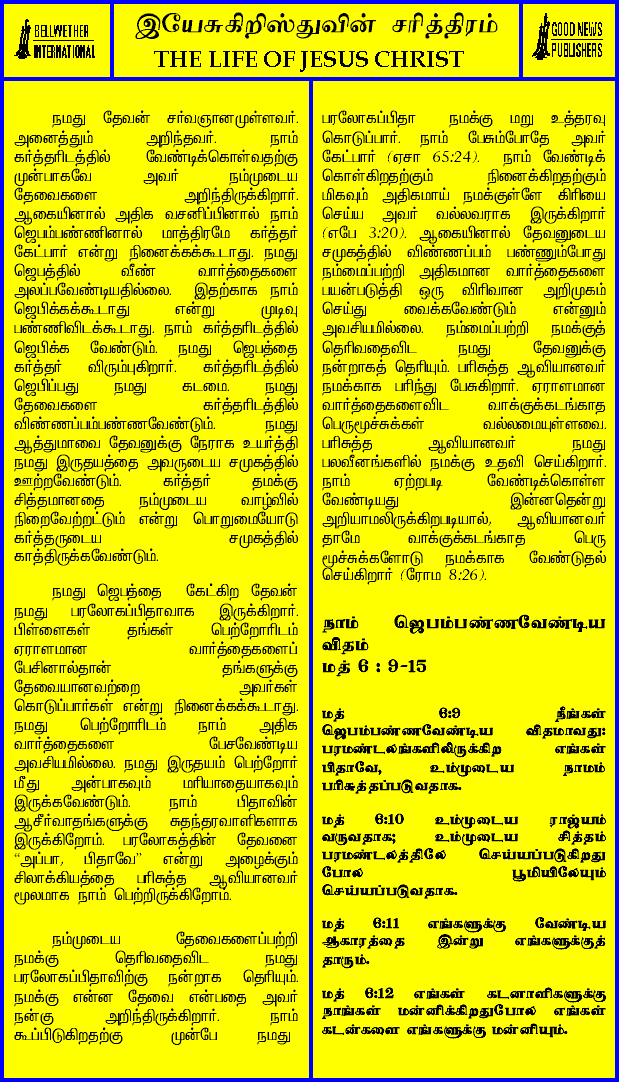 BELLWETHER
INTERNATIONAL
இயேசுகிறிஸ்துவின் சரித்திரம்
THE LIFE OF JESUS CHRIST
GOOD NEWS
PUBLISHERS
நமது தேவன் சர்வஞானமுள்ளவர்.
அனைத்தும் அறிந்தவர். நாம்
கர்த்தரிடத்தில் வேண்டிக்கொள்வதற்கு
முன்பாகவே அவர் நம்முடைய
தேவைகளை அறிந்திருக்கிறார்.
ஆகையினால் அதிக வசனிப்பினால் நாம்
ஜெபம்பண்ணினால் மாத்திரமே கர்த்தர்
கேட்பார் என்று நினைக்கக்கூடாது. நமது
ஜெபத்தில் வீண் வார்த்தைகளை
அலப்பவேண்டியதில்லை. இதற்காக நாம்
ஜெபிக்கக்கூடாது என்று முடிவு
பண்ணிவிடக்கூடாது. நாம் கர்த்தரிடத்தில்
ஜெபிக்க வேண்டும். நமது ஜெபத்தை
கர்த்தர் விரும்புகிறார். கர்த்தரிடத்தில்
ஜெபிப்பது நமது கடமை. நமது
தேவைகளை கர்த்தரிடத்தில்
விண்ணப்பம்பண்ணவேண்டும். நமது
ஆத்துமாவை தேவனுக்கு நேராக உயர்த்தி
நமது இருதயத்தை அவருடைய சமுகத்தில்
ஊற்றவேண்டும். கர்த்தர் தமக்கு
சித்தமானதை நம்முடைய வாழ்வில்
நிறைவேற்றட்டும் என்று பொறுமையோடு
கர்த்தருடைய சமுகத்தில்
காத்திருக்கவேண்டும்.
நமது ஜெபத்தை கேட்கிற தேவன்
நமது பரலோகப்பிதாவாக இருக்கிறார்.
பிள்ளைகள் தங்கள் பெற்றோரிடம்
ஏராளமான வார்த்தைகளைப்
பேசினால்தான் தங்களுக்கு
தேவையானவற்றை அவர்கள்
கொடுப்பார்கள் என்று நினைக்கக்கூடாது.
நமது பெற்றோரிடம் நாம் அதிக
வார்த்தைகளை பேசவேண்டிய
அவசியமில்லை. நமது இருதயம் பெற்றோர்
மீது அன்பாகவும் மரியாதையாகவும்
இருக்கவேண்டும். நாம் பிதாவின்
ஆசீர்வாதங்களுக்கு சுதந்தரவாளிகளாக
இருக்கிறோம். பரலோகத்தின் தேவனை
“அப்பா, பிதாவே” என்று அழைக்கும்
சிலாக்கியத்தை பரிசுத்த ஆவியானவர்
மூலமாக நாம் பெற்றிருக்கிறோம்.
நம்முடைய தேவைகளைப்பற்றி
நமக்கு தெரிவதைவிட நமது
பரலோகப்பிதாவிற்கு நன்றாக தெரியும்.
நமக்கு என்ன தேவை என்பதை அவர்
நன்கு அறிந்திருக்கிறார். நாம்
கூப்பிடுகிறதற்கு முன்பே நமது
பரலோகப்பிதா நமக்கு மறு உத்தரவு
கொடுப்பார். நாம் பேசும்போதே அவர்
கேட்பார் (ஏசா 65:24). நாம் வேண்டிக்
கொள்கிறதற்கும் நினைக்கிறதற்கும்
மிகவும் அதிகமாய் நமக்குள்ளே கிரியை
செய்ய அவர் வல்லவராக இருக்கிறார்
(எபே 3:20). ஆகையினால் தேவனுடைய
சமுகத்தில் விண்ணப்பம் பண்ணும்போது
நம்மைப்பற்றி அதிகமான வார்த்தைகளை
பயன்படுத்தி ஒரு விரிவான அறிமுகம்
செய்து வைக்கவேண்டும் என்னும்
அவசியமில்லை. நம்மைப்பற்றி நமக்குத்
தெரிவதைவிட நமது தேவனுக்கு
நன்றாகத் தெரியும். பரிசுத்த ஆவியானவர்
நமக்காக பரிந்து பேசுகிறார். ஏராளமான
வார்த்தைகளைவிட வாக்குக்கடங்காத
பெருமூச்சுக்கள் வல்லமையுள்ளவை.
பரிசுத்த ஆவியானவர் நமது
பலவீனங்களில் நமக்கு உதவி செய்கிறார்.
நாம் ஏற்றபடி வேண்டிக்கொள்ள
வேண்டியது இன்னதென்று
அறியாமலிருக்கிறபடியால், ஆவியானவர்
தாமே வாக்குக்கடங்காத பெரு
மூச்சுக்களோடு நமக்காக வேண்டுதல்
செய்கிறார் (ரோம 8:26).
நாம் ஜெபம்பண்ணவேண்டிய
விதம்
மத் 6 : 9-15
மத் 6:9 நீங்கள்
ஜெபம்பண்ணவேண்டிய விதமாவது:
பரமண்டலங்களிலிருக்கிற எங்கள்
பிதாவே, உம்முடைய நாமம்
பரிசுத்தப்படுவதாக.
மத் 6:10 உம்முடைய ராஜ்யம்
வருவதாக; உம்முடைய சித்தம்
பரமண்டலத்திலே செய்யப்படுகிறது
போல பூமியிலேயும்
செய்யப்படுவதாக.
மத் 6:11 எங்களுக்கு வேண்டிய
ஆகாரத்தை இன்று எங்களுக்குத்
தாரும்.
மத் 6:12 எங்கள் கடனாளிகளுக்கு
நாங்கள் மன்னிக்கிறதுபோல் எங்கள்
கடன்களை எங்களுக்கு மன்னியும்.